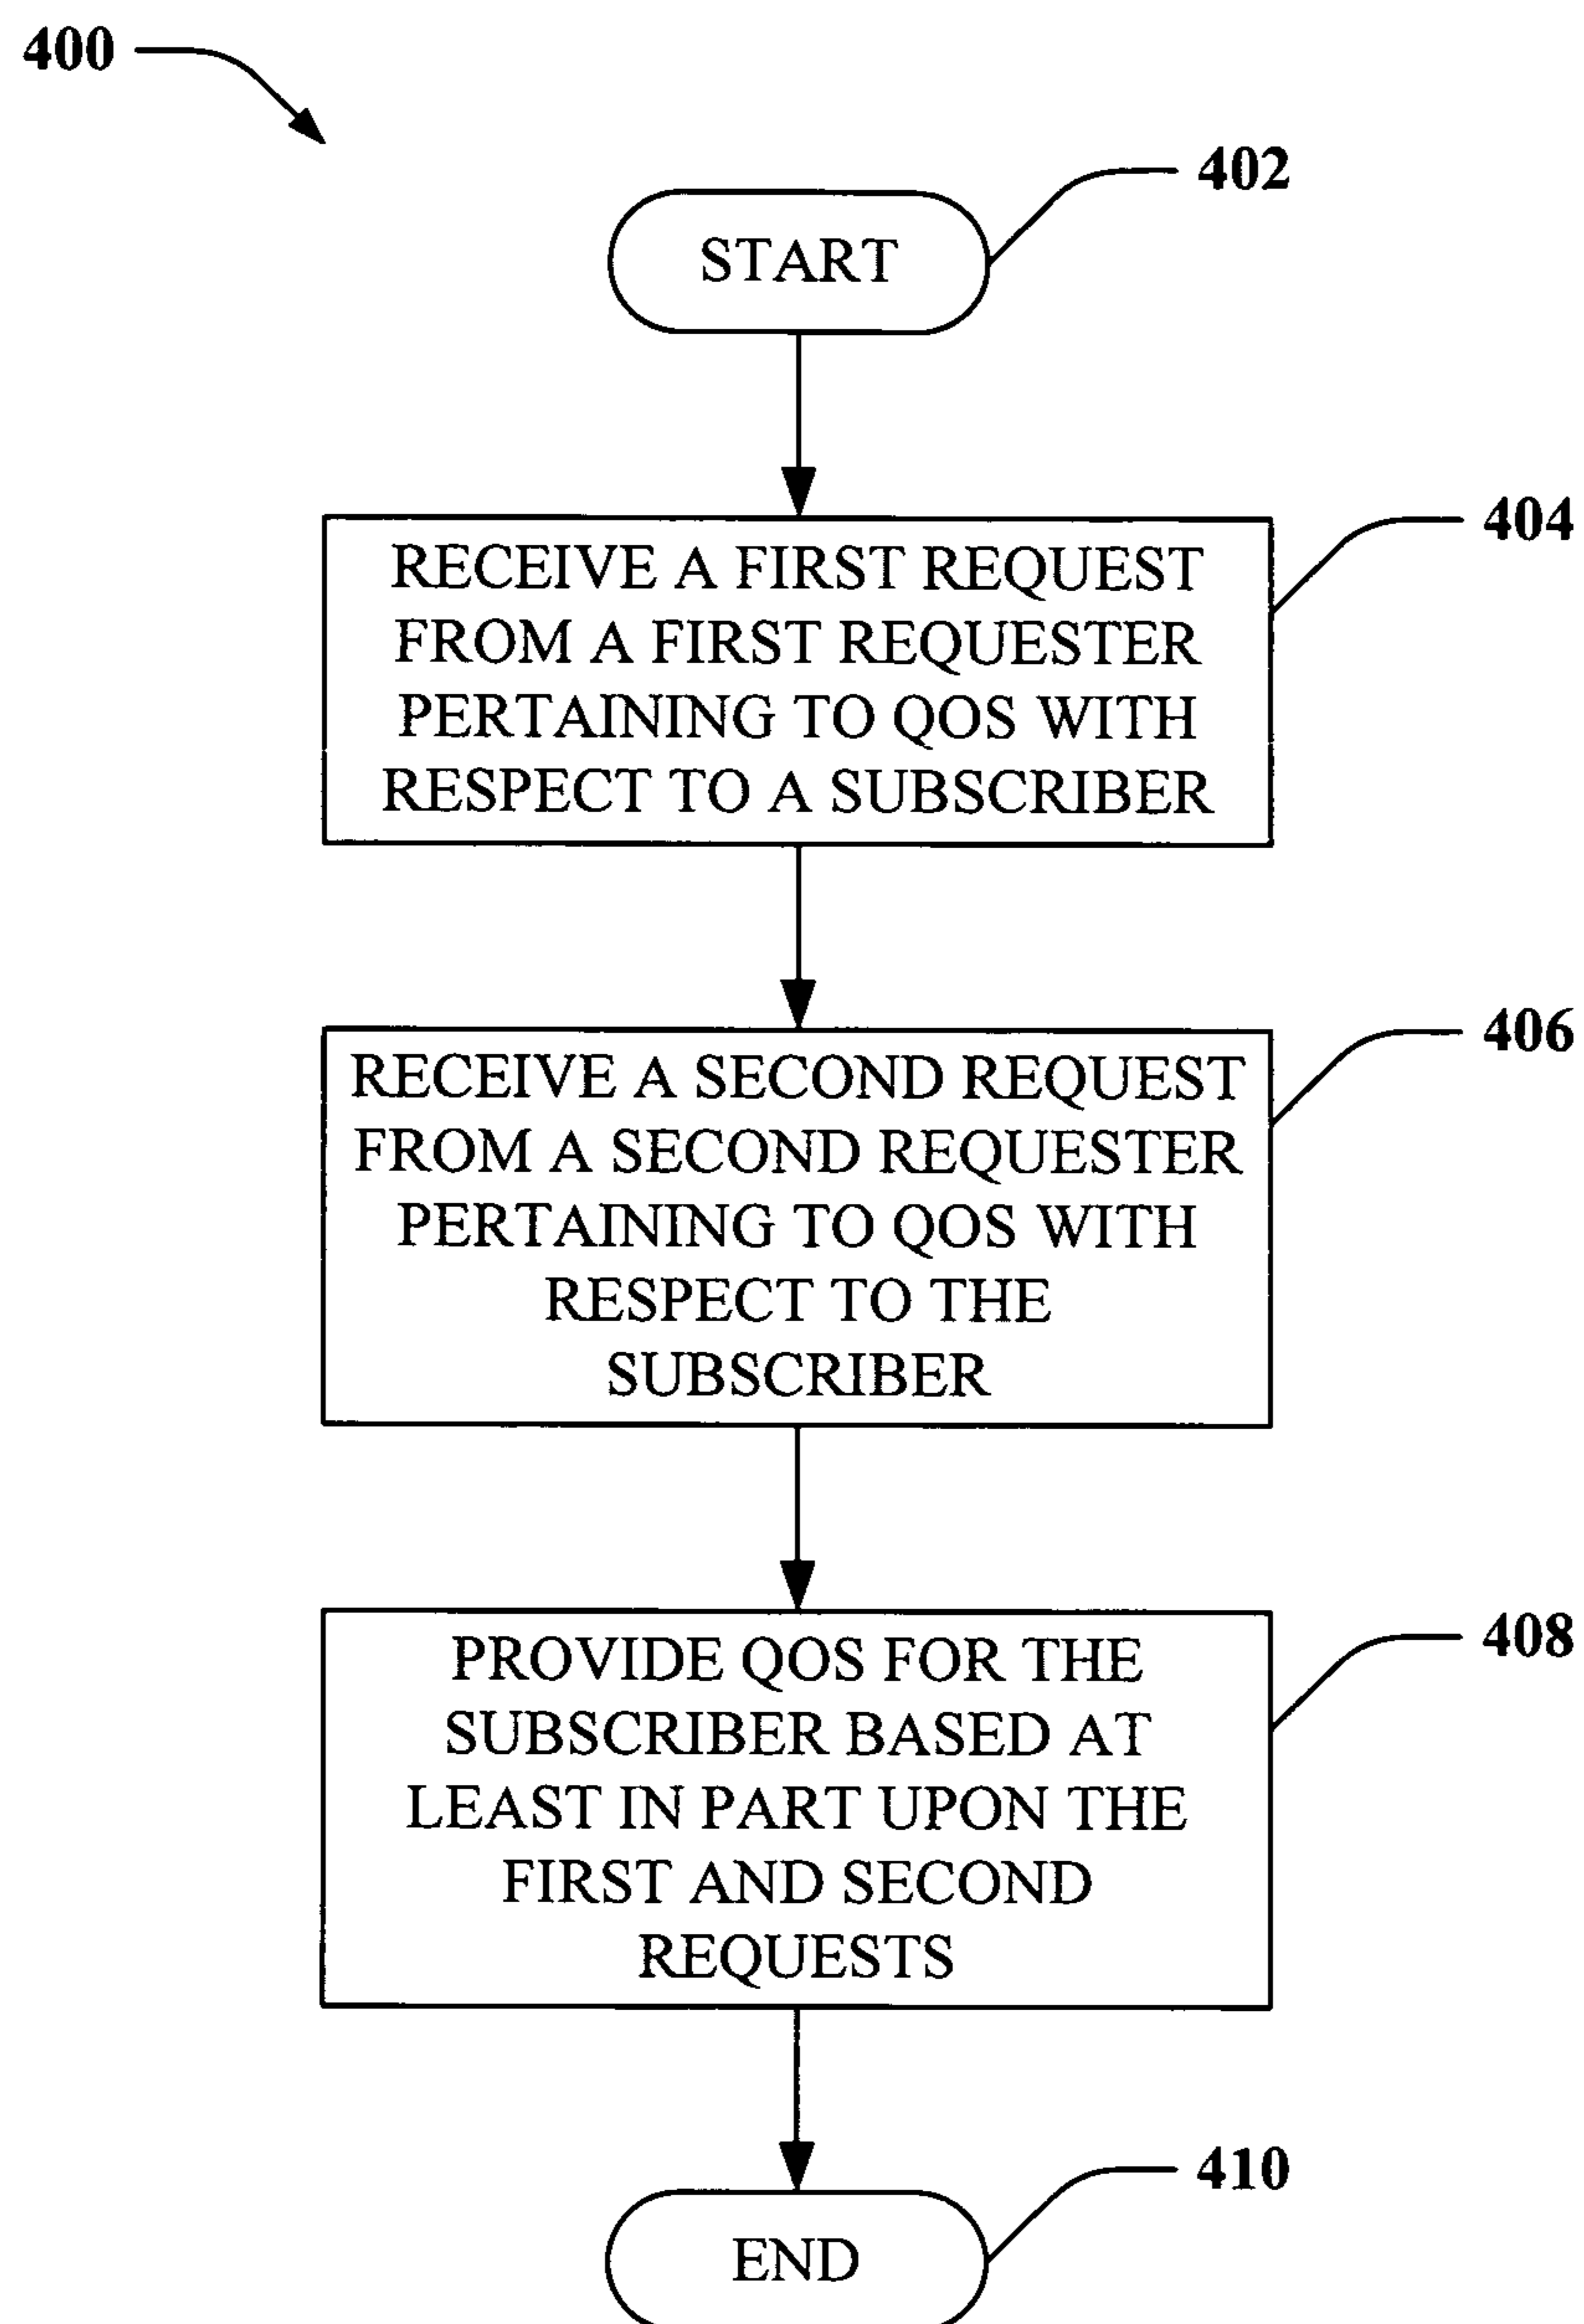 400
402
START
404
RECEIVE A FIRST REQUEST
FROM A FIRST REQUESTER
PERTAINING TO QOS WITH
RESPECT TO A SUBSCRIBER
406
RECEIVE A SECOND REQUEST
FROM A SECOND REQUESTER
PERTAINING TO QOS WITH
RESPECT TO THE
SUBSCRIBER
408
PROVIDE QOS FOR THE
SUBSCRIBER BASED AT
LEAST IN PART UPON THE
FIRST AND SECOND
REQUESTS
410
END